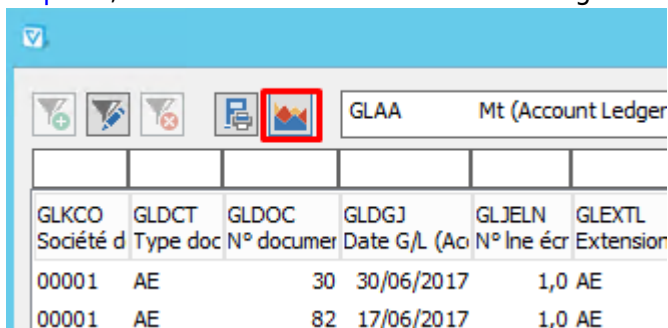 GLAA Mt (Account Ledger
GLKCO GLDCT GLDOC GLDGJ GLJELN GLEXTL
Société d Type doc N° documen Date G/L (Ac N° lne écr Extension
00001 AE 30 30/06/2017 1,0 AE
00001 AE 82 17/06/2017 1,0 AE